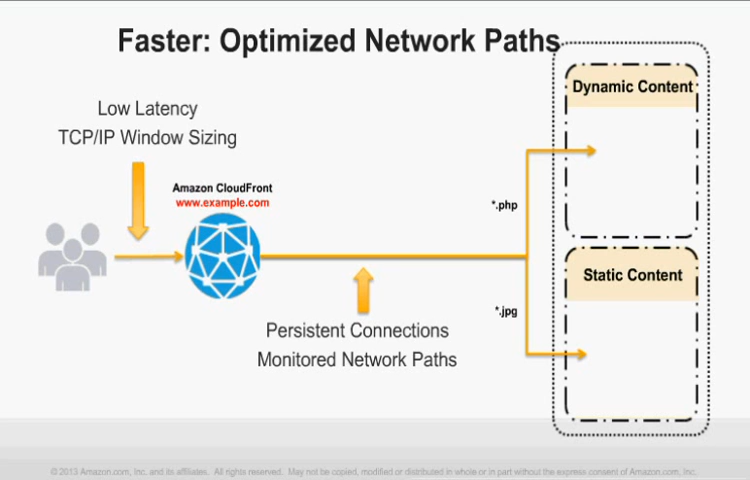 Faster: Optimized Network Paths
Low Latency
TCP/IP Window Sizing
Amazon CloudFront
www.example.com
Dynamic Content
*.php
Static Content
*.jpg
Persistent Connections
Monitored Network Paths
© 2013 Amazon.com, Inc. and its affiliates. All rights reserved. May not be copied, modified or distributed in whole or in part without the express consent of Amazon.com, Inc.